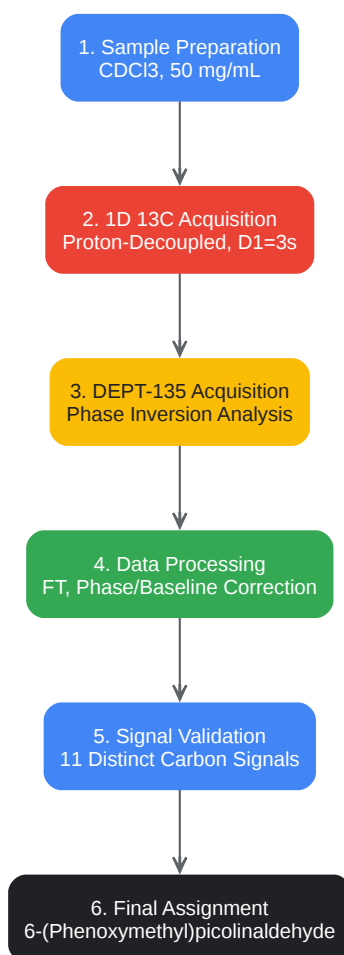 1. Sample Preparation
CDCl3, 50 mg/mL
2. 1D 13C Acquisition
Proton-Decoupled, D1=3s
3. DEPT-135 Acquisition
Phase Inversion Analysis
4. Data Processing
FT, Phase/Baseline Correction
5. Signal Validation
11 Distinct Carbon Signals
6. Final Assignment
6-(Phenoxymethyl)picolinaldehyde